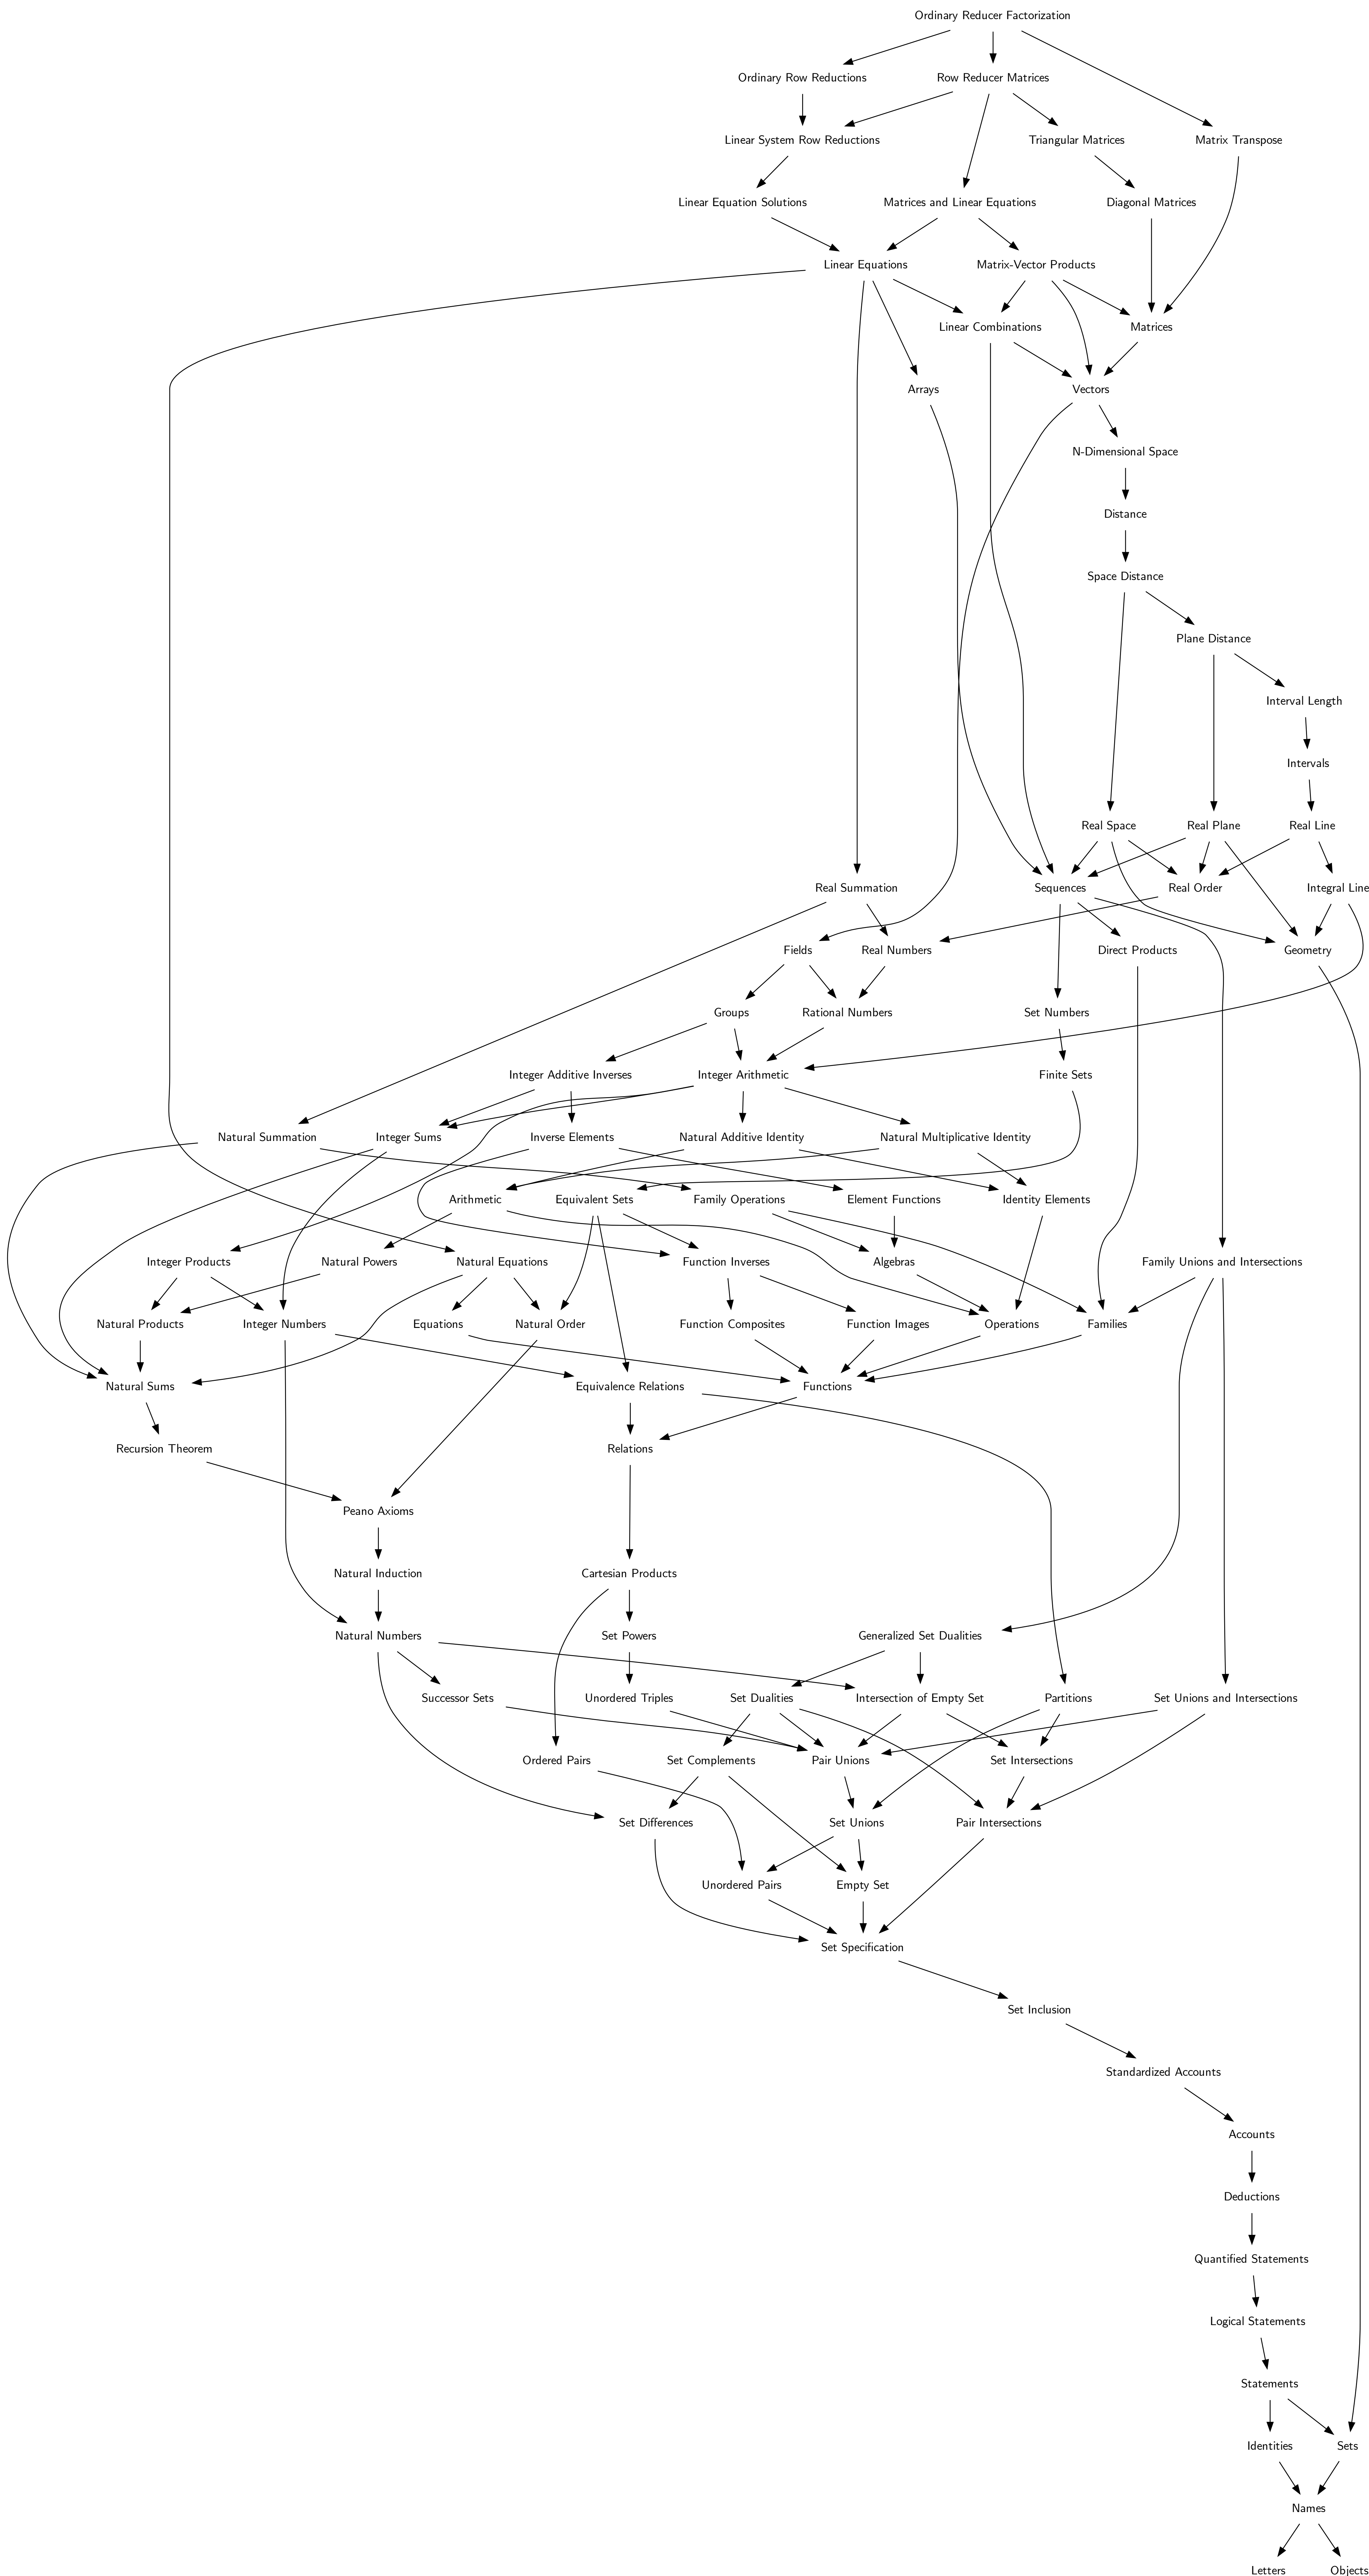 Ordinary Reducer Factorization
Ordinary Row Reductions
Row Reducer Matrices
Linear System Row Reductions
Triangular Matrices
Matrix Transpose
Linear Equation Solutions
Matrices and Linear Equations
Diagonal Matrices
Linear Equations
Matrix-Vector Products
Linear Combinations
Matrices
Arrays
Vectors
N-Dimensional Space
Distance
Space Distance
Plane Distance
Interval Length
Intervals
Real Space
Real Plane
Real Line
Real Summation
Sequences
Real Order
Integral Line
Fields
Real Numbers
Direct Products
Geometry
Groups
Rational Numbers
Set Numbers
Integer Additive Inverses
Integer Arithmetic
Finite Sets
Natural Summation
Integer Sums
Inverse Elements
Natural Additive Identity
Natural Multiplicative Identity
Arithmetic
Equivalent Sets
Family Operations
Element Functions
Identity Elements
Integer Products
Natural Powers
Natural Equations
Function Inverses
Algebras
Family Unions and Intersections
Natural Products
Integer Numbers
Equations
Natural Order
Function Composites
Function Images
Operations
Families
Natural Sums
Equivalence Relations
Functions
Recursion Theorem
Relations
Peano Axioms
Natural Induction
Cartesian Products
Natural Numbers
Set Powers
Generalized Set Dualities
Successor Sets
Unordered Triples
Set Dualities
Intersection of Empty Set
Partitions
Set Unions and Intersections
Ordered Pairs
Set Complements
Pair Unions
Set Intersections
Set Differences
Set Unions
Pair Intersections
Unordered Pairs
Empty Set
Set Specification
Set Inclusion
Standardized Accounts
Accounts
Deductions
Quantified Statements
Logical Statements
Statements
Identities
Sets
Names
Letters
Objects